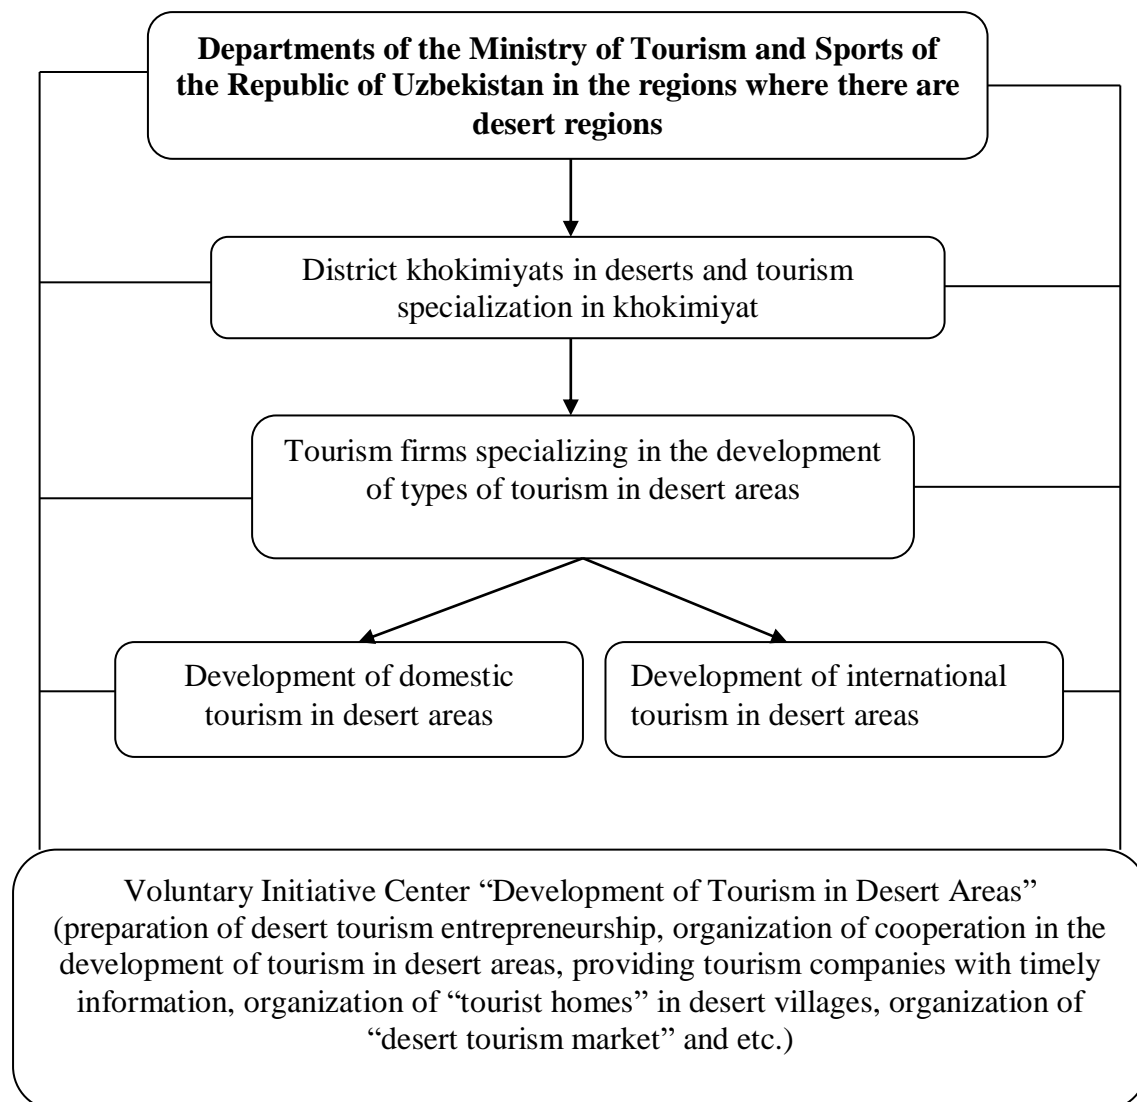 Departments of the Ministry of Tourism and Sports of
the Republic of Uzbekistan in the regions where there are
desert regions
District khokimiyats in deserts and tourism
specialization in khokimiyat
Tourism firms specializing in the development
of types of tourism in desert areas
Development of domestic
tourism in desert areas
Development of international
tourism in desert areas
Voluntary Initiative Center “Development of Tourism in Desert Areas”
(preparation of desert tourism entrepreneurship, organization of cooperation in the
development of tourism in desert areas, providing tourism companies with timely
information, organization of “tourist homes” in desert villages, organization of
“desert tourism market” and etc.)